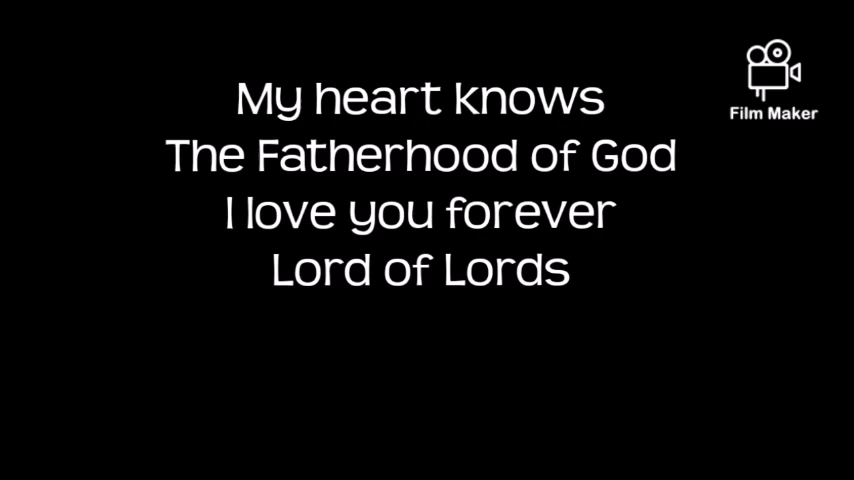 My heart knows
The Fatherhood of God
I love you forever
Lord of Lords
Film Maker